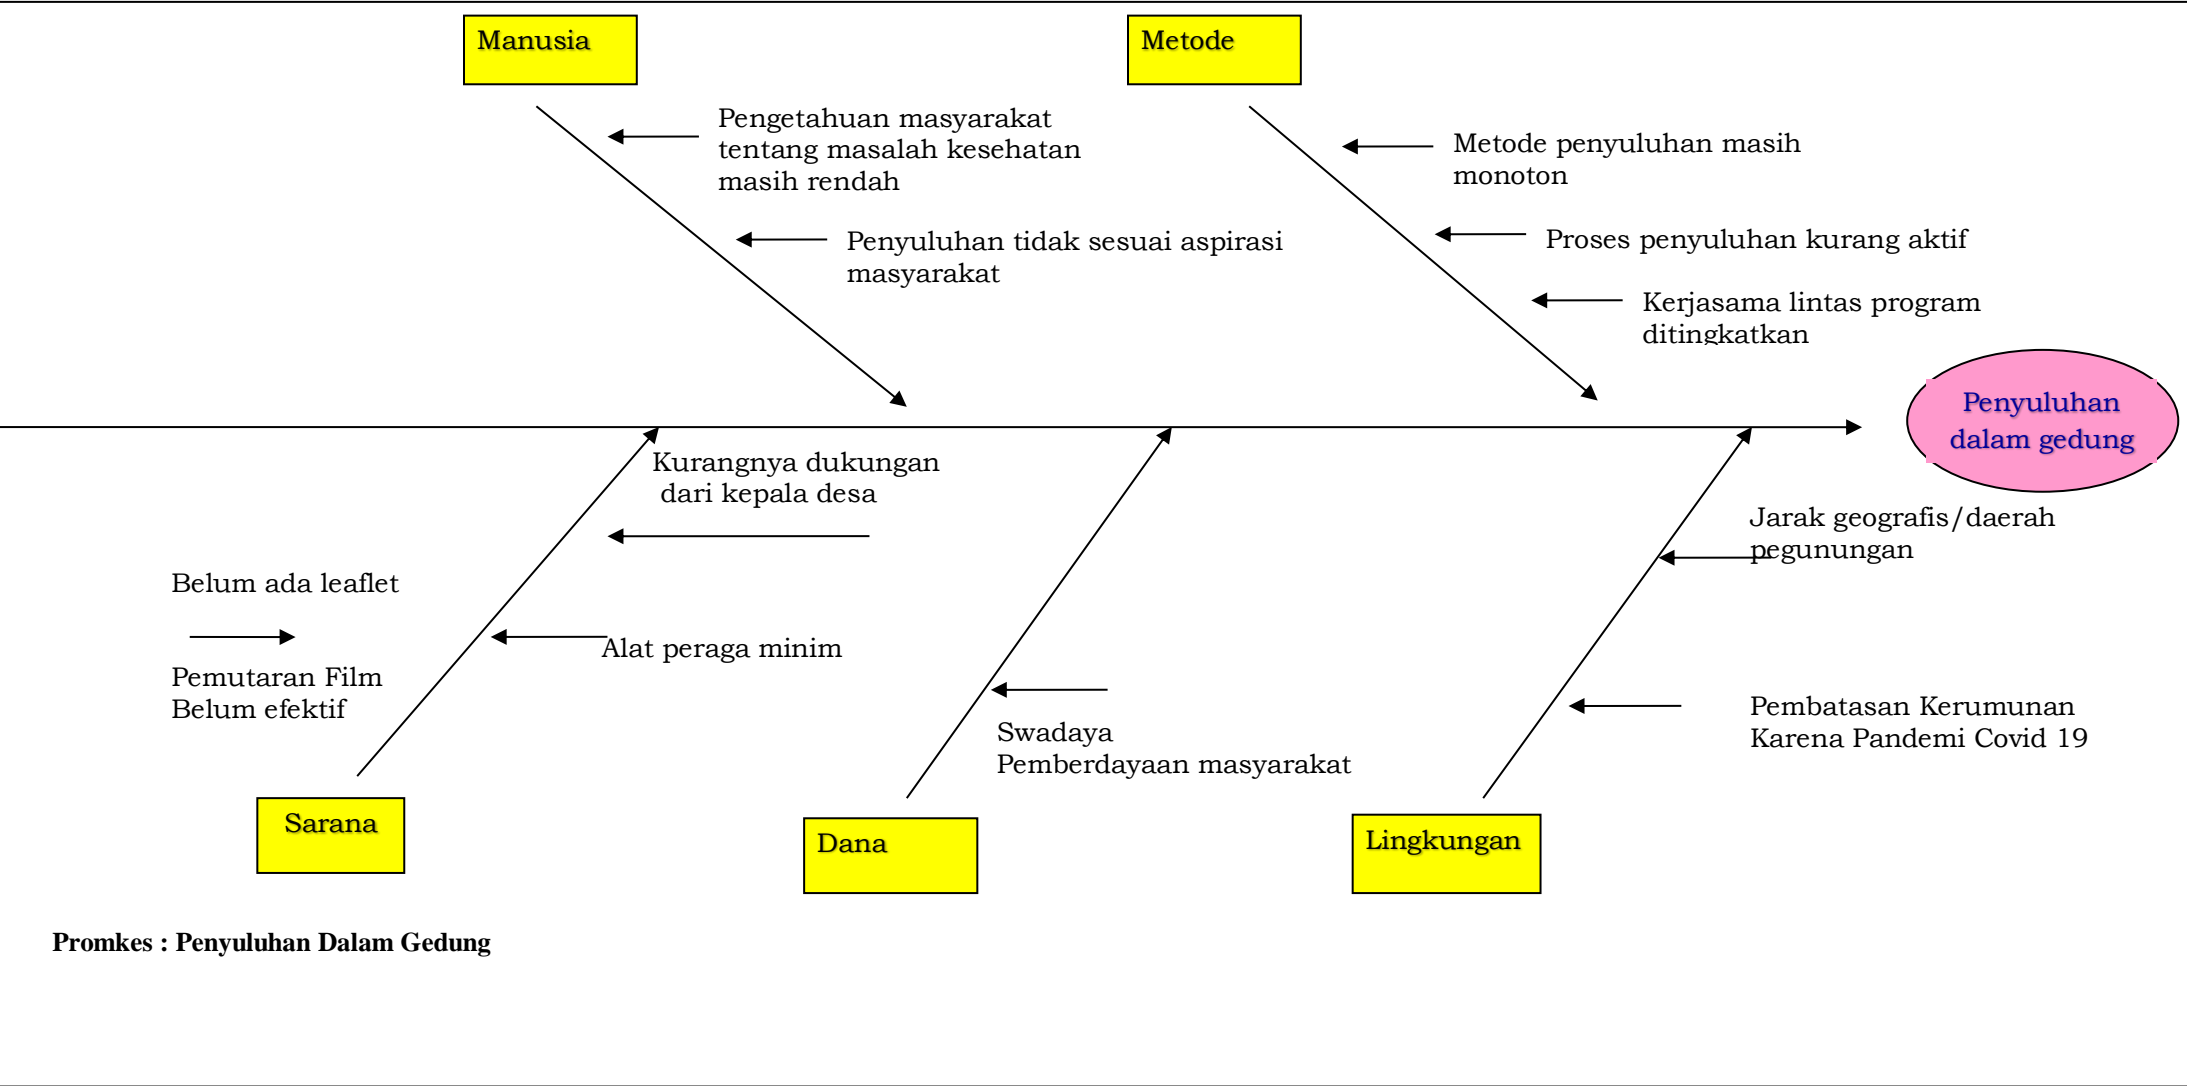 Manusia
Metode
Pengetahuan masyarakat
tentang masalah kesehatan
masih rendah
Metode penyuluhan masih
monoton
Penyuluhan tidak sesuai aspirasi
masyarakat
Proses penyuluhan kurang aktif
Kerjasama lintas program
ditingkatkan
Penyuluhan
dalam gedung
Kurangnya dukungan
dari kepala desa
Jarak geografis/daerah
pegunungan
Belum ada leaflet
Alat peraga minim
Pemutaran Film
Belum efektif
Swadaya
Pemberdayaan masyarakat
Pembatasan Kerumunan
Karena Pandemi Covid 19
Sarana
Dana
Lingkungan
Promkes : Penyuluhan Dalam Gedung